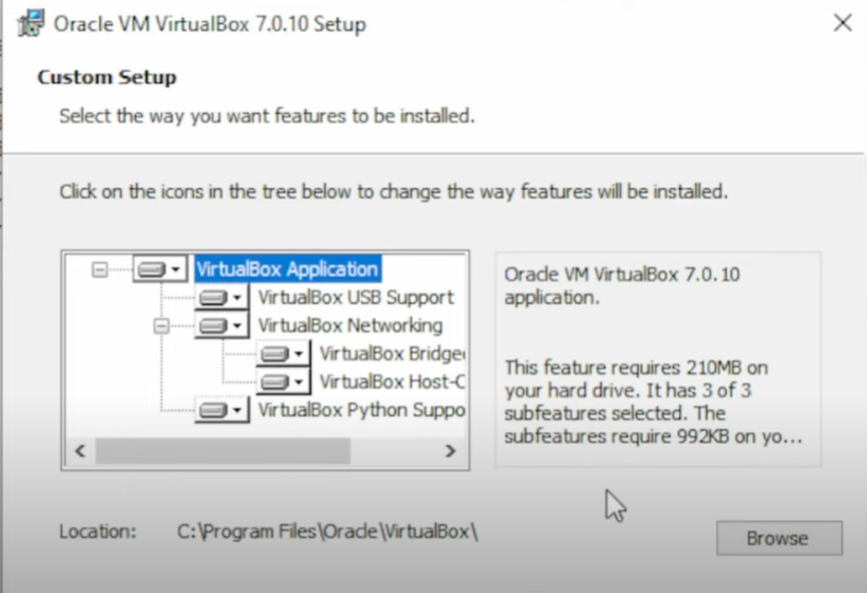 Oracle VM VirtualBox 7.0.10 Setup
Custom Setup
Select the way you want features to be installed.
Click on the icons in the tree below to change the way features will be installed.
VirtualBox Application
VirtualBox USB Support
VirtualBox Networking
VirtualBox Bridge
VirtualBox Host-
VirtualBox Python Suppo
Oracle VM VirtualBox 7.0.10
application.
This feature requires 210MB on
your hard drive. It has 3 of 3
subfeatures selected. The
subfeatures require 992KB on yo...
Location: C:\Program Files\Oracle\VirtualBox\
Browse